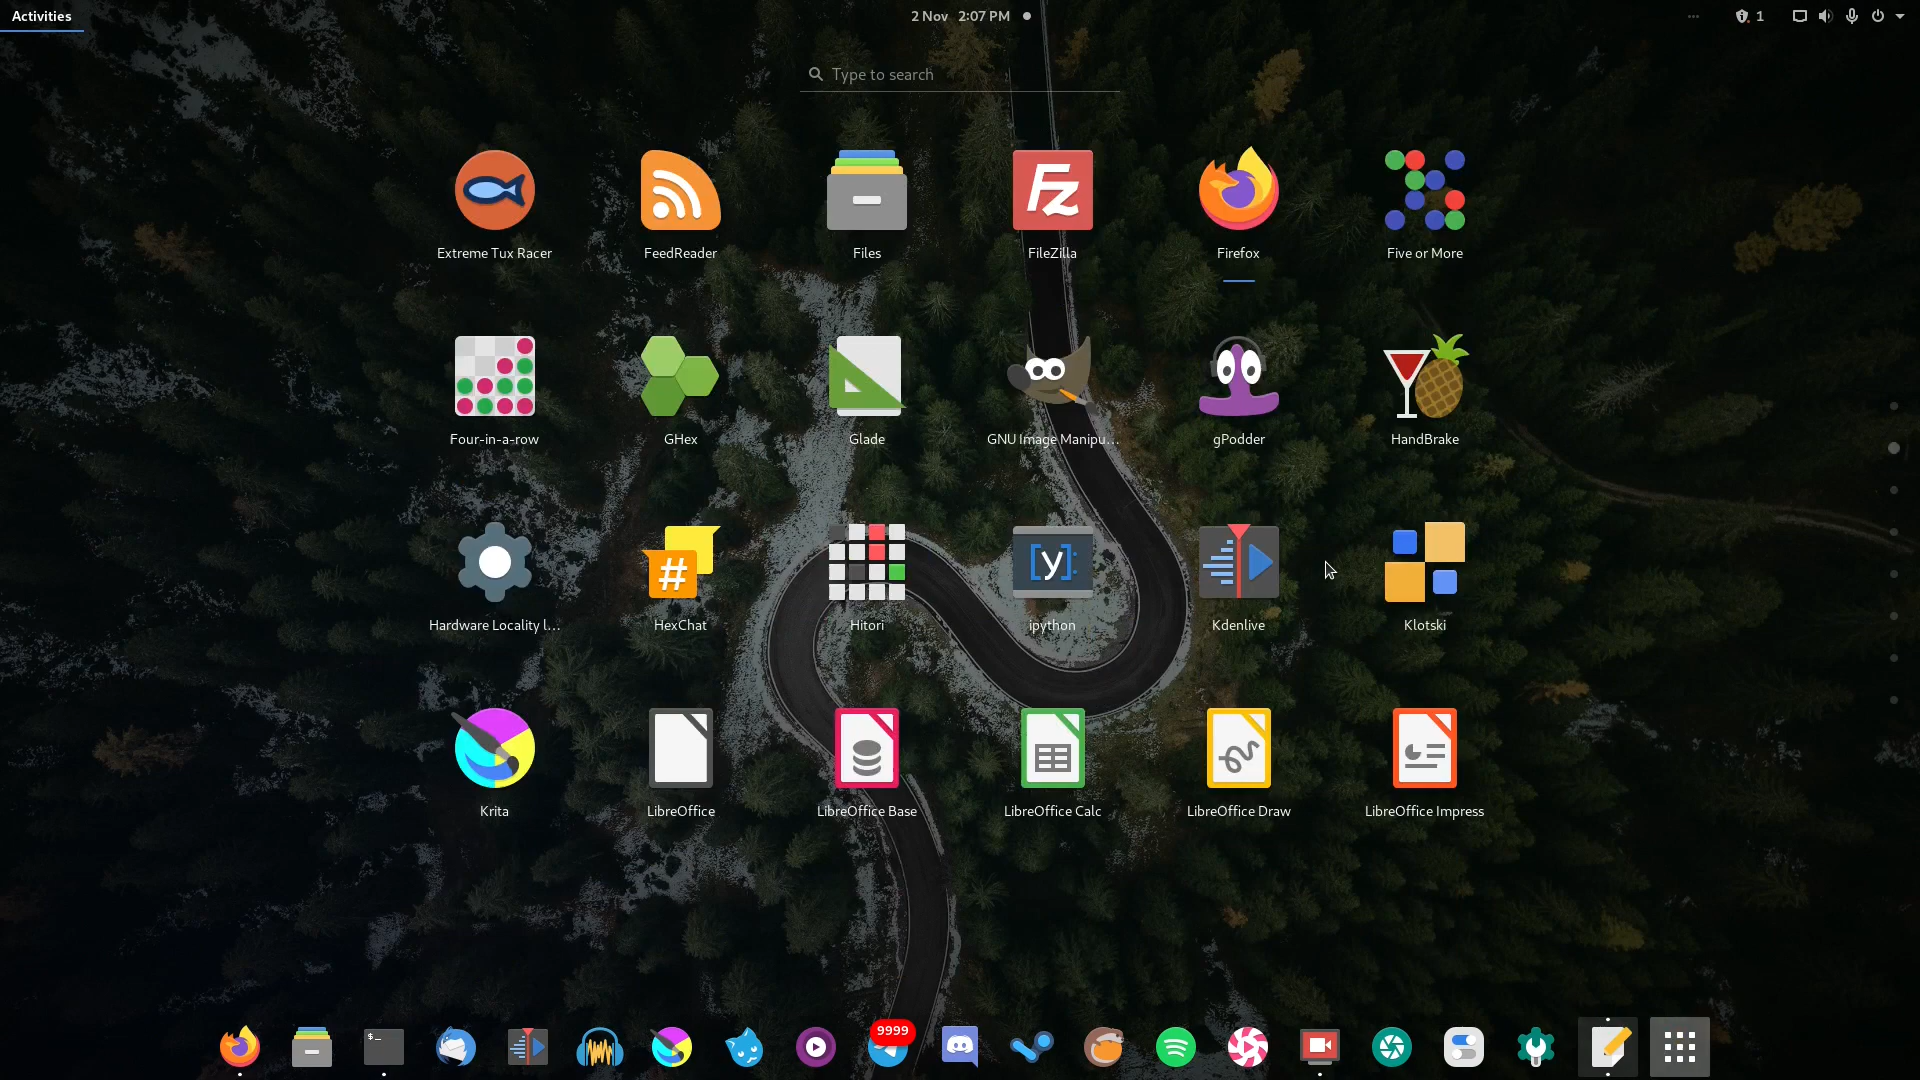 Activities
2 Nov 2:07 PM
1
Type to search
Extreme Tux Racer
FeedReader
Files
FileZilla
Firefox
Five or More
Four-in-a-row
GHex
Glade
GNU Image Manipu...
gPodder
HandBrake
Hardware Locality l...
HexChat
Hitori
ipython
Kdenlive
Klotski
Krita
LibreOffice
LibreOffice Base
LibreOffice Calc
LibreOffice Draw
LibreOffice Impress
9999